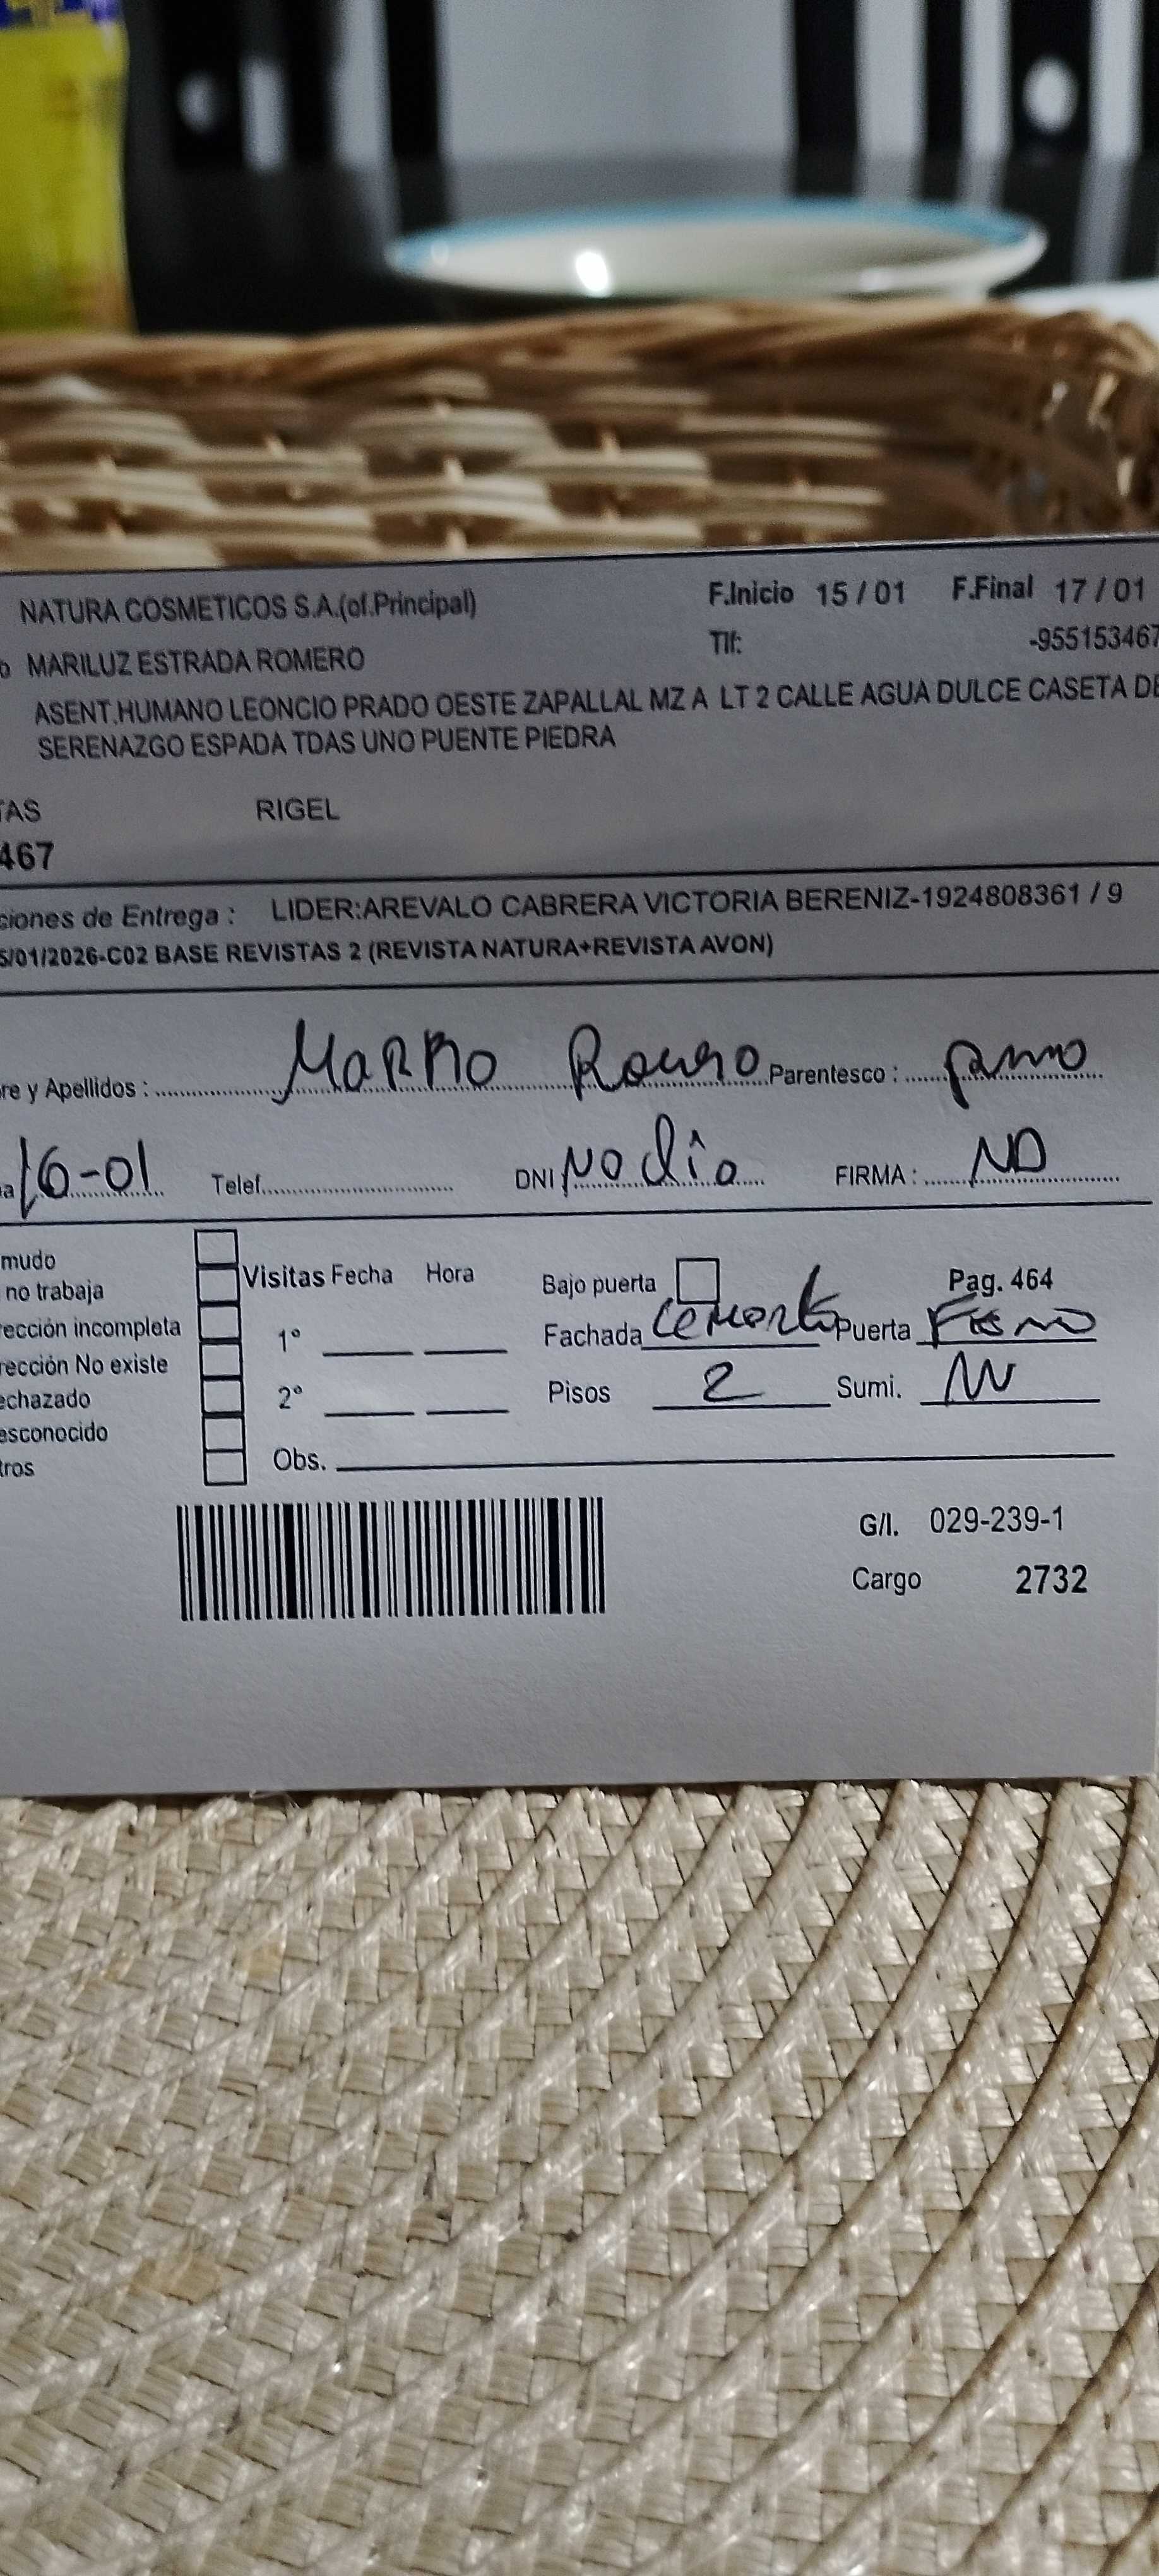 NATURA COSMETICOS S.A.(of.Principal) F.Inicio 15 / 01 F.Final 17 / 01
MARILUZ ESTRADA ROMERO Tlf: -955153467
ASENT.HUMANO LEONCIO PRADO OESTE ZAPALLAL MZ A LT 2 CALLE AGUA DULCE CASETA DE
SERENAZGO ESPADA TDAS UNO PUENTE PIEDRA
TAS RIGEL
467
ciones de Entrega : LIDER:AREVALO CABRERA VICTORIA BERENIZ-1924808361 / 9
5/01/2026-C02 BASE REVISTAS 2 (REVISTA NATURA+REVISTA AVON)
re y Apellidos : Parentesco :
a 16-01 Telef. DNI No dio FIRMA : ND
mudo
no trabaja Visitas Fecha Hora Bajo puerta Pag. 464
rección incompleta 1° Fachada Puerta
rección No existe
echazado 2° Pisos 2 Sumi.
esconocido
tros Obs.
G/l. 029-239-1
Cargo 2732